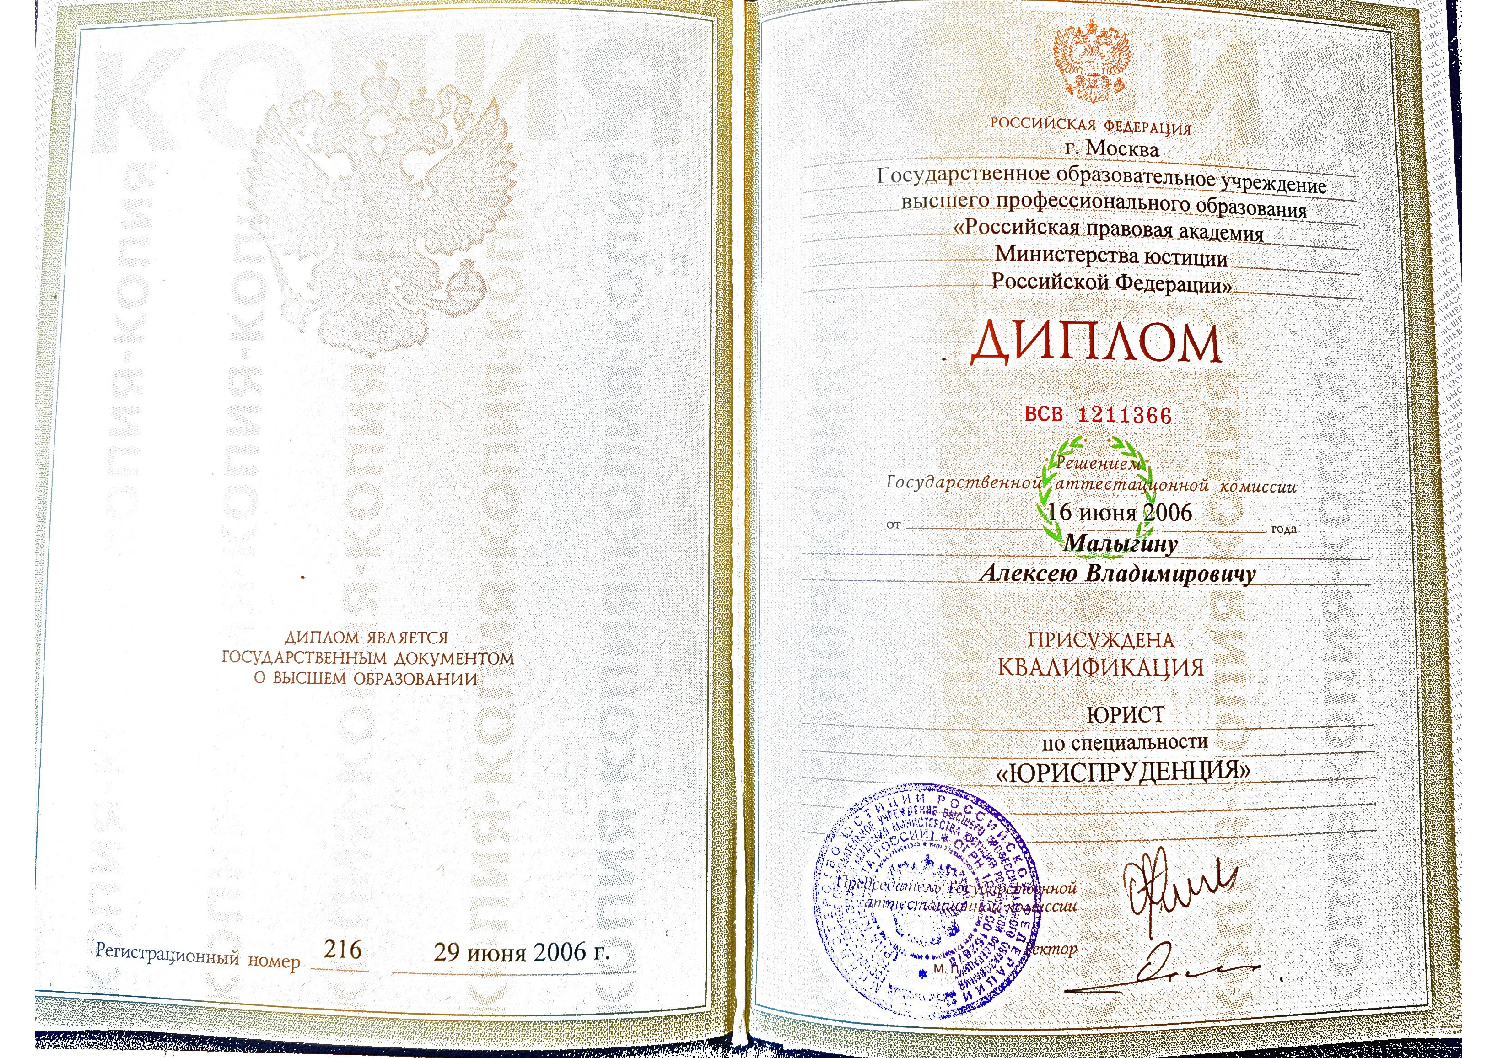 КОПИЯ
ДИПЛОМ ЯВЛЯЕТСЯ
ГОСУДАРСТВЕННЫМ ДОКУМЕНТОМ
О ВЫСШЕМ ОБРАЗОВАНИИ
Регистрационный номер 216 29 июня 2006 г.
РОССИЙСКАЯ ФЕДЕРАЦИЯ
г. Москва
Государственное образовательное учреждение
высшего профессионального образования
«Российская правовая академия
Министерства юстиции
Российской Федерации»
ДИПЛОМ
ВСВ 1211366
Решением
Государственной аттестационной комиссии
от 16 июня 2006 года
Малыгину
Алексею Владимировичу
ПРИСУЖДЕНА
КВАЛИФИКАЦИЯ
ЮРИСТ
по специальности
«ЮРИСПРУДЕНЦИЯ»
Председатель Государственной
аттестационной комиссии
Ректор
М. П.